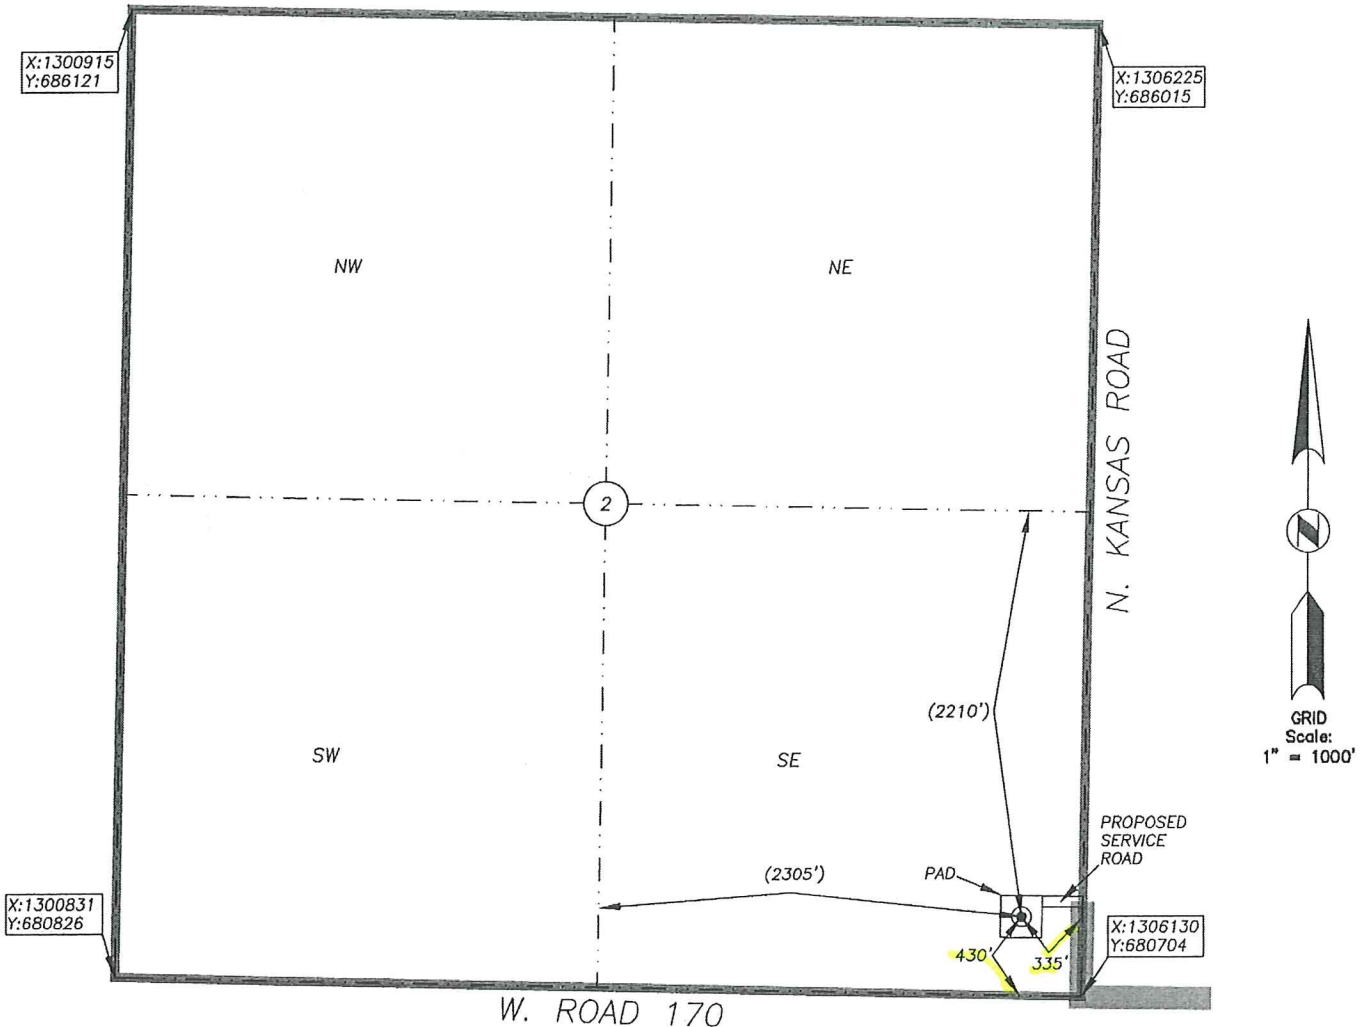 X:1300915
Y:686121
X:1306225
Y:686015
NW
NE
N. KANSAS ROAD
2
N
(2210')
GRID
Scale:
1" = 1000'
SW
SE
PROPOSED
SERVICE
ROAD
(2305')
PAD
X:1300831
Y:680826
430'
335'
X:1306130
Y:680704
W. ROAD 170